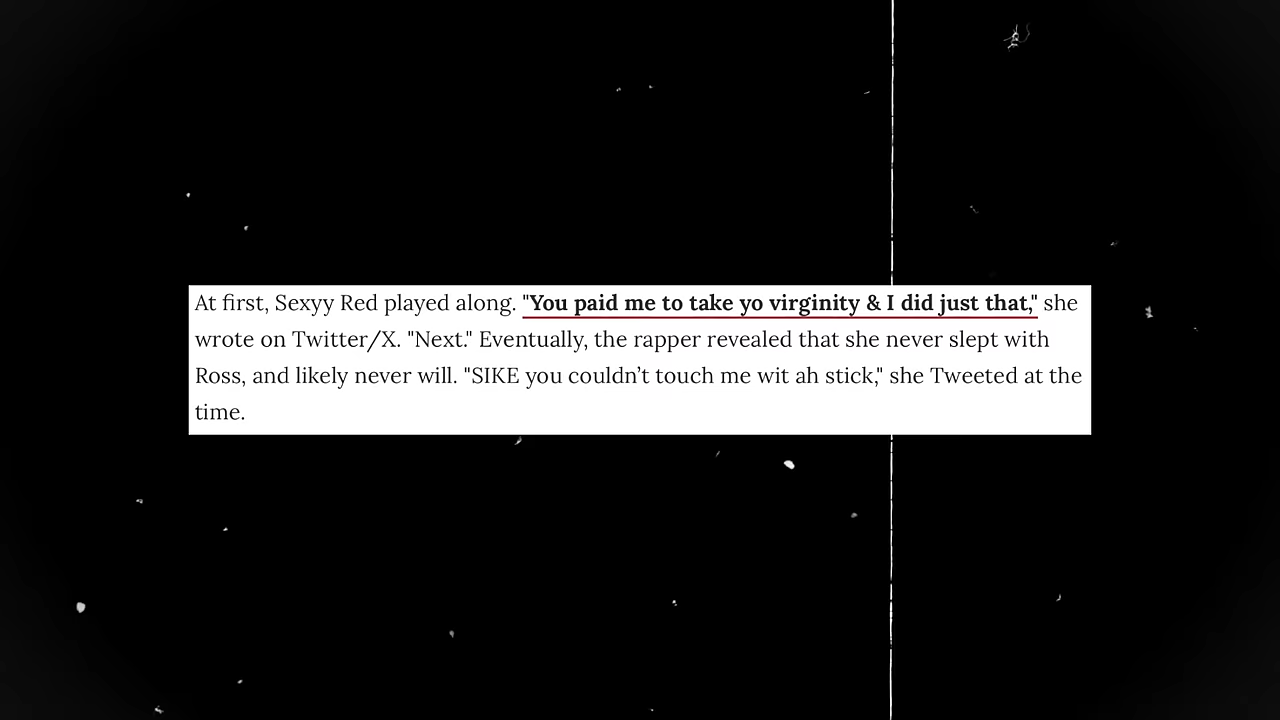 At first, Sexyy Red played along. "You paid me to take yo virginity & I did just that," she
wrote on Twitter/X. "Next." Eventually, the rapper revealed that she never slept with
Ross, and likely never will. "SIKE you couldn’t touch me wit ah stick," she Tweeted at the
time.